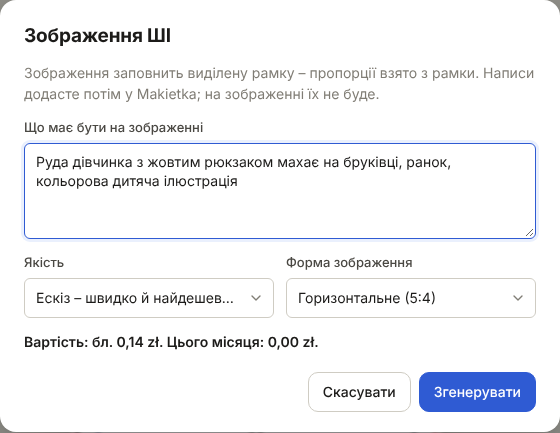 Зображення ШІ
Зображення заповнить виділену рамку – пропорції взято з рамки. Написи
додасте потім у Makietka; на зображенні їх не буде.
Що має бути на зображенні
Руда дівчинка з жовтим рюкзаком махає на бруківці, ранок,
кольорова дитяча ілюстрація
Якість
Форма зображення
Ескіз – швидко й найдешев...
Горизонтальне (5:4)
Вартість: бл. 0,14 zł. Цього місяця: 0,00 zł.
Скасувати
Згенерувати